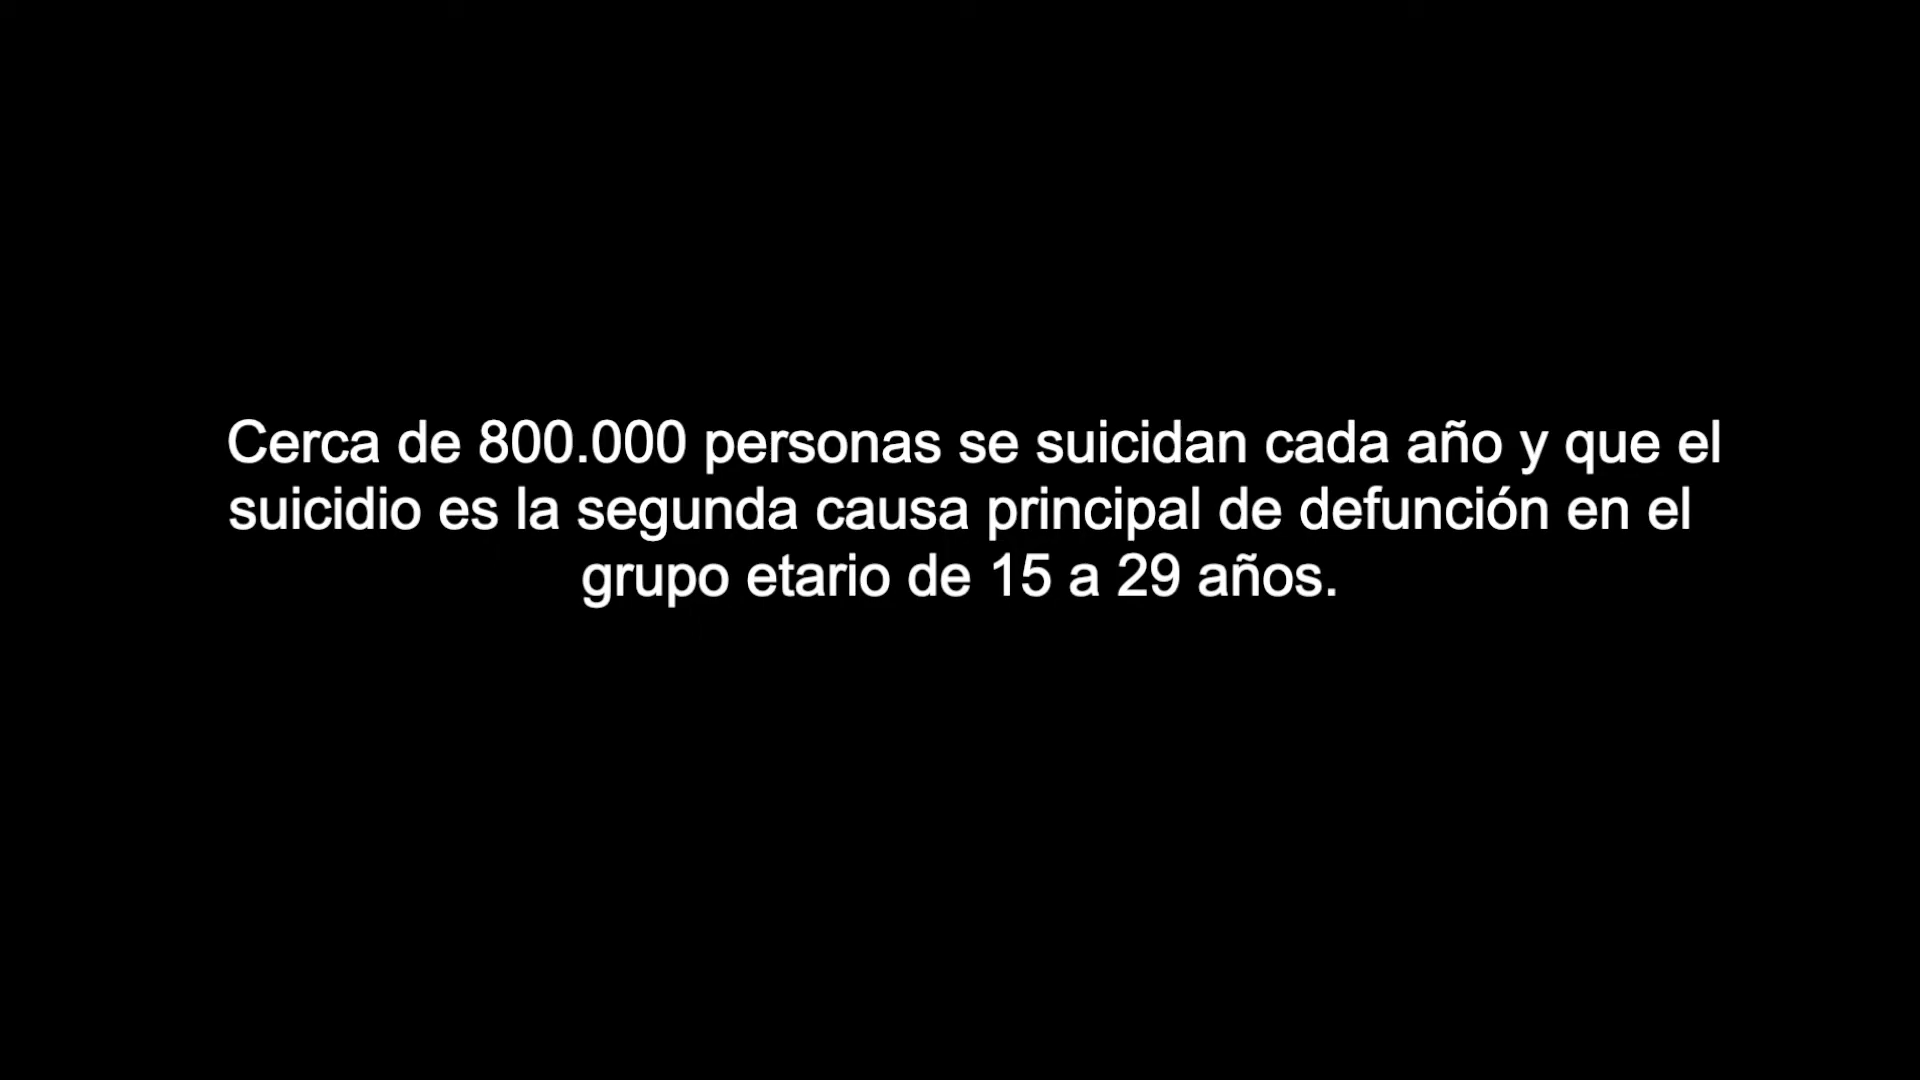 Cerca de 800.000 personas se suicidan cada año y que el
suicidio es la segunda causa principal de defunción en el
grupo etario de 15 a 29 años.